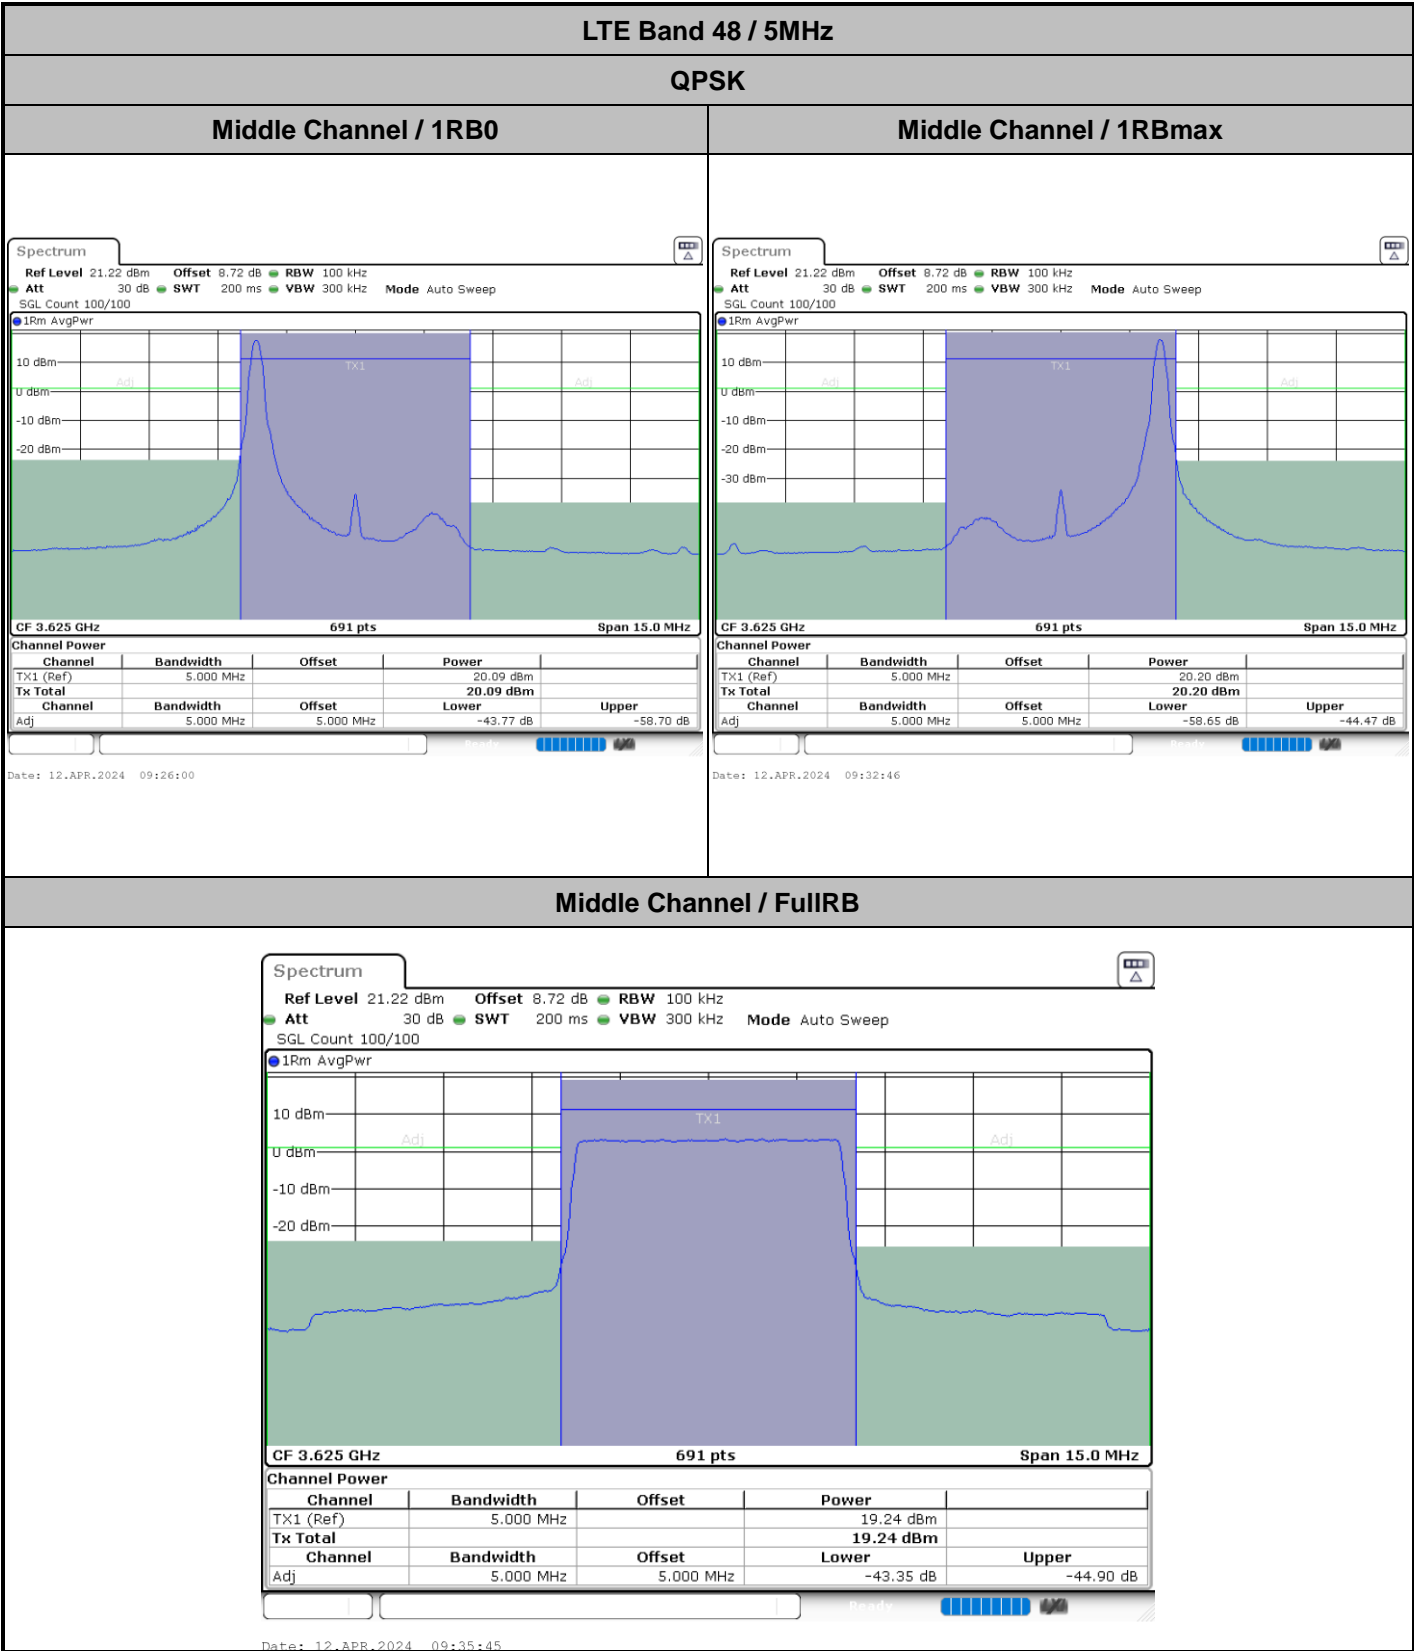 LTE Band 48 / 5MHz
QPSK
Middle Channel / 1RB0
Middle Channel / 1RBmax
Spectrum
Ref Level 21.22 dBm Offset 8.72 dB RBW 100 kHz
Att 30 dB SWT 200 ms VBW 300 kHz Mode Auto Sweep
SGL Count 100/100
1Rm AvgPwr
10 dBm
TX1
Adj
Adj
0 dBm
-10 dBm
-20 dBm
CF 3.625 GHz 691 pts Span 15.0 MHz
Channel Power
Channel Bandwidth Offset Power
TX1 (Ref) 5.000 MHz 20.09 dBm
Tx Total 20.09 dBm
Channel Bandwidth Offset Lower Upper
Adj 5.000 MHz 5.000 MHz -43.77 dB -58.70 dB
Ready
Date: 12.APR.2024 09:26:00
Spectrum
Ref Level 21.22 dBm Offset 8.72 dB RBW 100 kHz
Att 30 dB SWT 200 ms VBW 300 kHz Mode Auto Sweep
SGL Count 100/100
1Rm AvgPwr
10 dBm
TX1
Adj
Adj
0 dBm
-10 dBm
-20 dBm
-30 dBm
CF 3.625 GHz 691 pts Span 15.0 MHz
Channel Power
Channel Bandwidth Offset Power
TX1 (Ref) 5.000 MHz 20.20 dBm
Tx Total 20.20 dBm
Channel Bandwidth Offset Lower Upper
Adj 5.000 MHz 5.000 MHz -58.65 dB -44.47 dB
Ready
Date: 12.APR.2024 09:32:46
Middle Channel / FullRB
Spectrum
Ref Level 21.22 dBm Offset 8.72 dB RBW 100 kHz
Att 30 dB SWT 200 ms VBW 300 kHz Mode Auto Sweep
SGL Count 100/100
1Rm AvgPwr
10 dBm
TX1
Adj
Adj
0 dBm
-10 dBm
-20 dBm
CF 3.625 GHz 691 pts Span 15.0 MHz
Channel Power
Channel Bandwidth Offset Power
TX1 (Ref) 5.000 MHz 19.24 dBm
Tx Total 19.24 dBm
Channel Bandwidth Offset Lower Upper
Adj 5.000 MHz 5.000 MHz -43.35 dB -44.90 dB
Ready
Date: 12.APR.2024 09:35:45